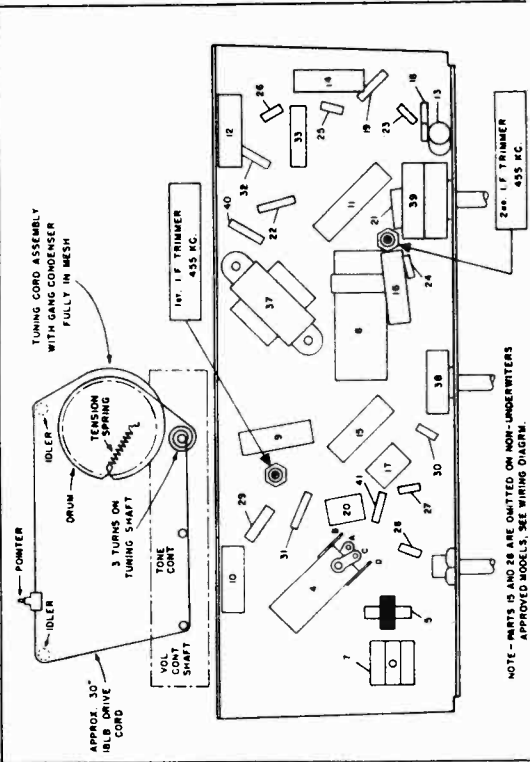 TUNING CORD ASSEMBLY
WITH GANG CONDENSER
FULLY IN MESH
POINTER
IDLER
IDLER
DRUM
TENSION
SPRING
3 TURNS ON
TUNING SHAFT
APPROX. 30"
18LB DRIVE
CORD
VOL
CONT
SHAFT
TONE
CONT
1st. I.F TRIMMER
455 KC.
2nd. I.F TRIMMER
455 KC.
10
29
31
9
37
40
22
32
12
26
33
25
14
19
18
13
23
4
B
A
C
D
20
41
17
15
8
16
24
21
11
39
7
5
28
27
30
38
NOTE - PARTS 15 AND 28 ARE OMITTED ON NON-UNDERWITERS
APPROVED MODELS, SEE WIRING DIAGRM.